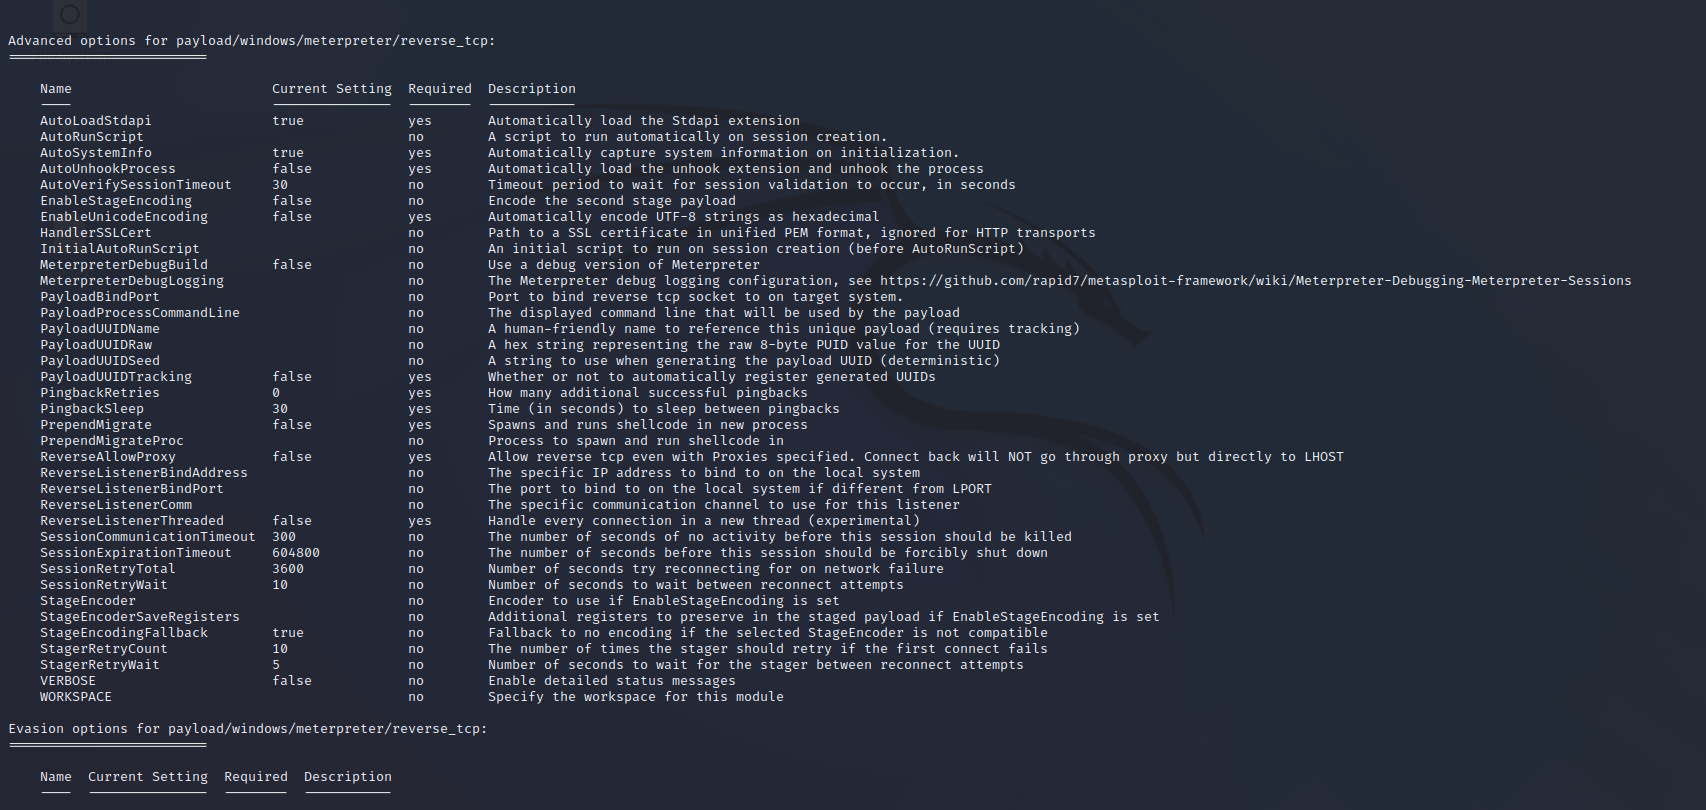 Advanced options for payload/windows/meterpreter/reverse_tcp:
=========================
Name Current Setting Required Description
---- --------------- -------- -----------
AutoLoadStdapi true yes Automatically load the Stdapi extension
AutoRunScript no A script to run automatically on session creation.
AutoSystemInfo true yes Automatically capture system information on initialization.
AutoUnhookProcess false yes Automatically load the unhook extension and unhook the process
AutoVerifySessionTimeout 30 no Timeout period to wait for session validation to occur, in seconds
EnableStageEncoding false no Encode the second stage payload
EnableUnicodeEncoding false yes Automatically encode UTF-8 strings as hexadecimal
HandlerSSLCert no Path to a SSL certificate in unified PEM format, ignored for HTTP transports
InitialAutoRunScript no An initial script to run on session creation (before AutoRunScript)
MeterpreterDebugBuild false no Use a debug version of Meterpreter
MeterpreterDebugLogging no The Meterpreter debug logging configuration, see https://github.com/rapid7/metasploit-framework/wiki/Meterpreter-Debugging-Meterpreter-Sessions
PayloadBindPort no Port to bind reverse tcp socket to on target system.
PayloadProcessCommandLine no The displayed command line that will be used by the payload
PayloadUUIDName no A human-friendly name to reference this unique payload (requires tracking)
PayloadUUIDRaw no A hex string representing the raw 8-byte PUID value for the UUID
PayloadUUIDSeed no A string to use when generating the payload UUID (deterministic)
PayloadUUIDTracking false yes Whether or not to automatically register generated UUIDs
PingbackRetries 0 yes How many additional successful pingbacks
PingbackSleep 30 yes Time (in seconds) to sleep between pingbacks
PrependMigrate false yes Spawns and runs shellcode in new process
PrependMigrateProc no Process to spawn and run shellcode in
ReverseAllowProxy false yes Allow reverse tcp even with Proxies specified. Connect back will NOT go through proxy but directly to LHOST
ReverseListenerBindAddress no The specific IP address to bind to on the local system
ReverseListenerBindPort no The port to bind to on the local system if different from LPORT
ReverseListenerComm no The specific communication channel to use for this listener
ReverseListenerThreaded false yes Handle every connection in a new thread (experimental)
SessionCommunicationTimeout 300 no The number of seconds of no activity before this session should be killed
SessionExpirationTimeout 604800 no The number of seconds before this session should be forcibly shut down
SessionRetryTotal 3600 no Number of seconds try reconnecting for on network failure
SessionRetryWait 10 no Number of seconds to wait between reconnect attempts
StageEncoder no Encoder to use if EnableStageEncoding is set
StageEncoderSaveRegisters no Additional registers to preserve in the staged payload if EnableStageEncoding is set
StageEncodingFallback true no Fallback to no encoding if the selected StageEncoder is not compatible
StagerRetryCount 10 no The number of times the stager should retry if the first connect fails
StagerRetryWait 5 no Number of seconds to wait for the stager between reconnect attempts
VERBOSE false no Enable detailed status messages
WORKSPACE no Specify the workspace for this module
Evasion options for payload/windows/meterpreter/reverse_tcp:
=========================
Name Current Setting Required Description
---- --------------- -------- -----------